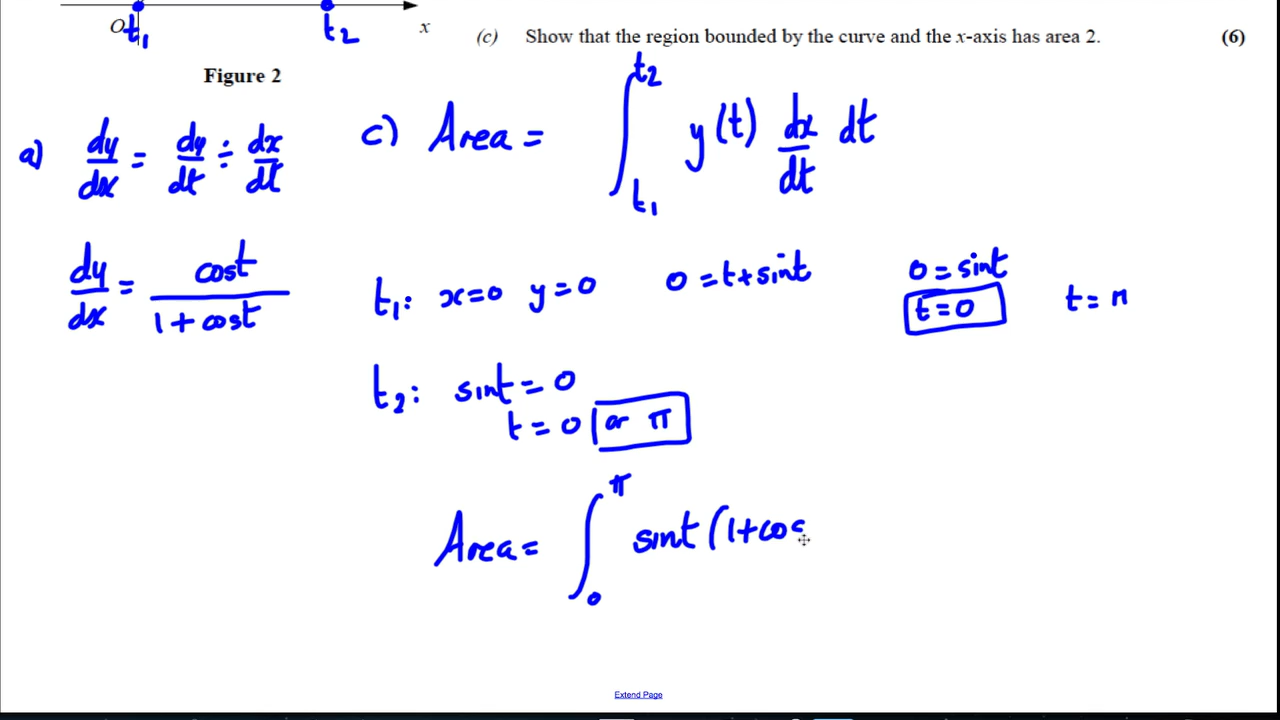 O t₁ t₂ x
(c) Show that the region bounded by the curve and the x-axis has area 2. (6)
Figure 2
a) dy/dx = dy/dt ÷ dx/dt
dy/dx = cost/(1 + cost)
c) Area = ∫_{t₁}^{t₂} y(t) dx/dt dt
t₁: x=0 y=0 0 = t+sint 0 = sint
t=0 t = n
t₂: sint = 0
t = 0 or π
Area = ∫_{0}^{π} sint (1+cos
Extend Page